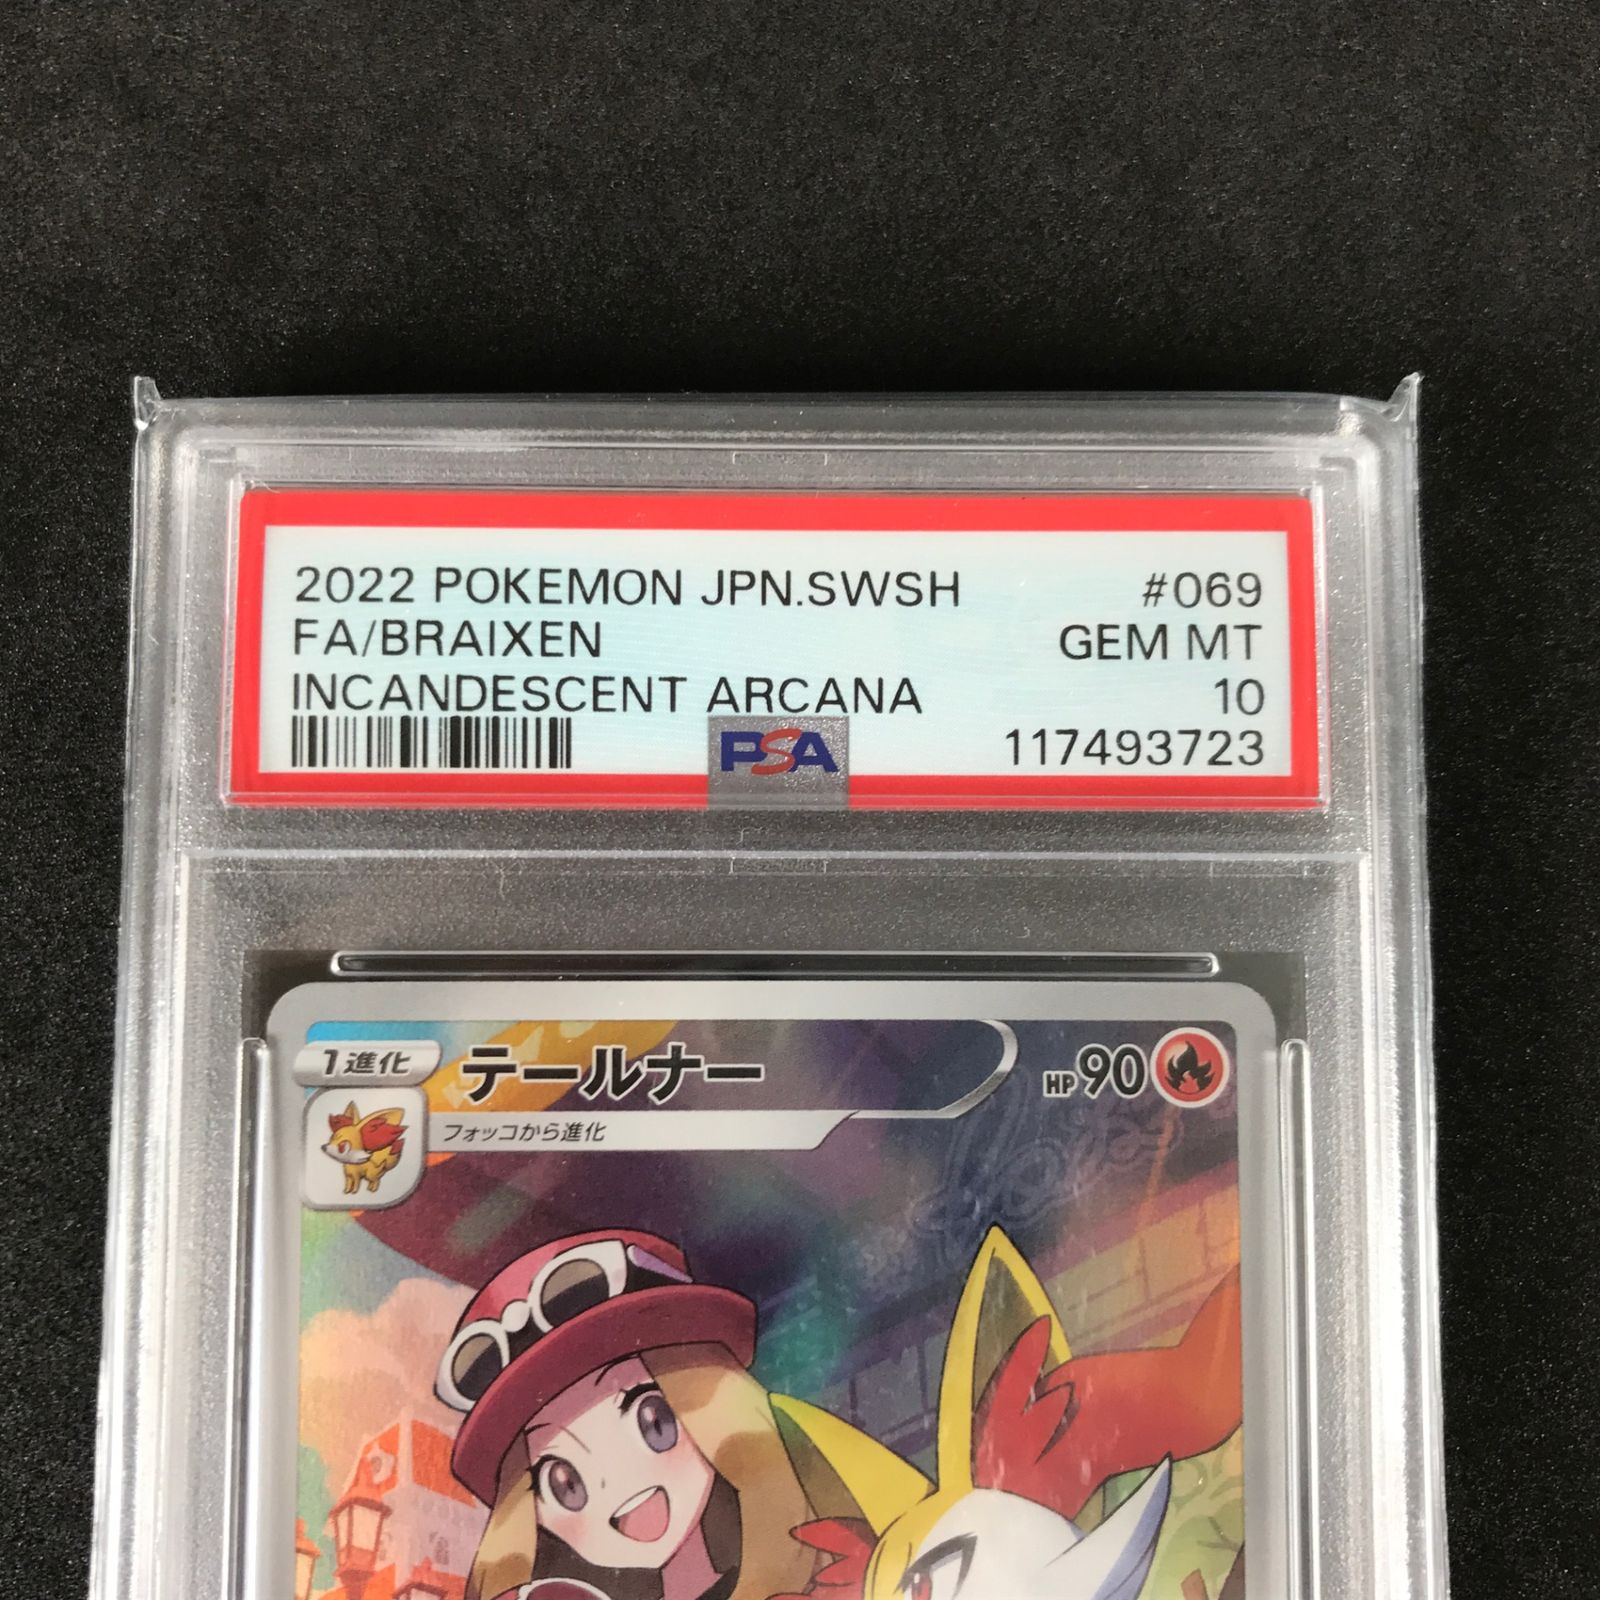 2022 POKEMON JPN.SWSH #069
FA/BRAIXEN GEM MT
INCANDESCENT ARCANA 10
PSA 117493723
1進化 テールナー HP90
フォッコから進化